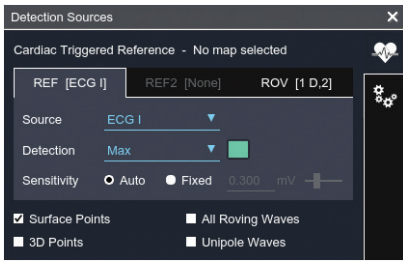 Detection Sources
Cardiac Triggered Reference - No map selected
REF [ECG I] REF2 [None] ROV [1 D,2]
Source ECG I
Detection Max
Sensitivity Auto Fixed 0.300 mV
Surface Points All Roving Waves
3D Points Unipole Waves